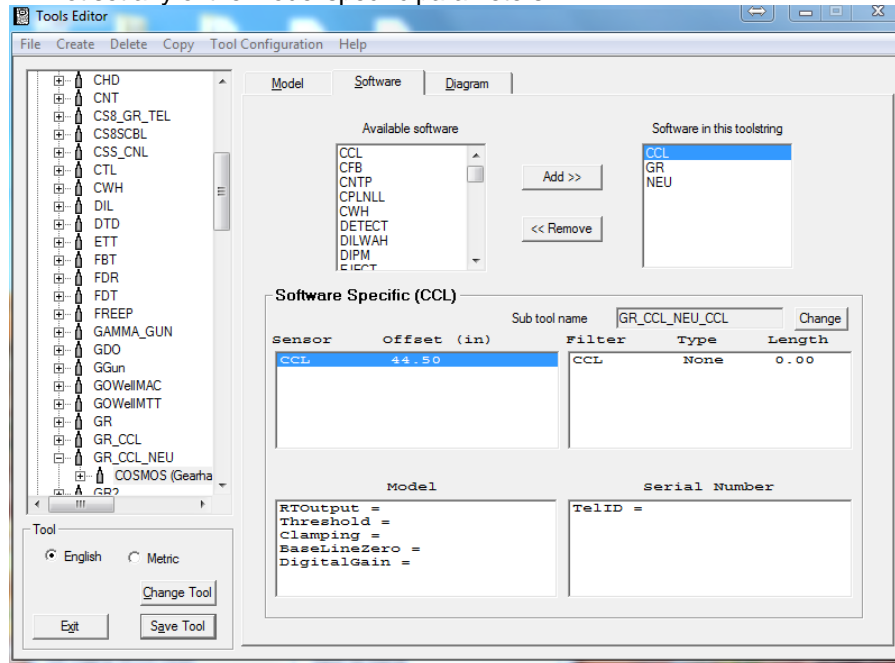 Tools Editor
File Create Delete Copy Tool Configuration Help
CHD
CNT
CS8_GR_TEL
CS8SCBL
CSS_CNL
CTL
CWH
DIL
DTD
ETT
FBT
FDR
FDT
FREEP
GAMMA_GUN
GDO
GGun
GOWellMAC
GOWellMTT
GR
GR_CCL
GR_CCL_NEU
COSMOS (Gearha
GR2
Tool
English Metric
Change Tool
Exit Save Tool
Model Software Diagram
Available software
CCL
CFB
CNTP
CPLNLL
CWH
DETECT
DILWAH
DIPM
EJECT
Add >>
<< Remove
Software in this toolstring
CCL
GR
NEU
Software Specific (CCL)
Sub tool name GR_CCL_NEU_CCL Change
Sensor Offset (in)
CCL 44.50
Filter Type Length
CCL None 0.00
Model
RTOutput =
Threshold =
Clamping =
BaseLineZero =
DigitalGain =
Serial Number
TelID =